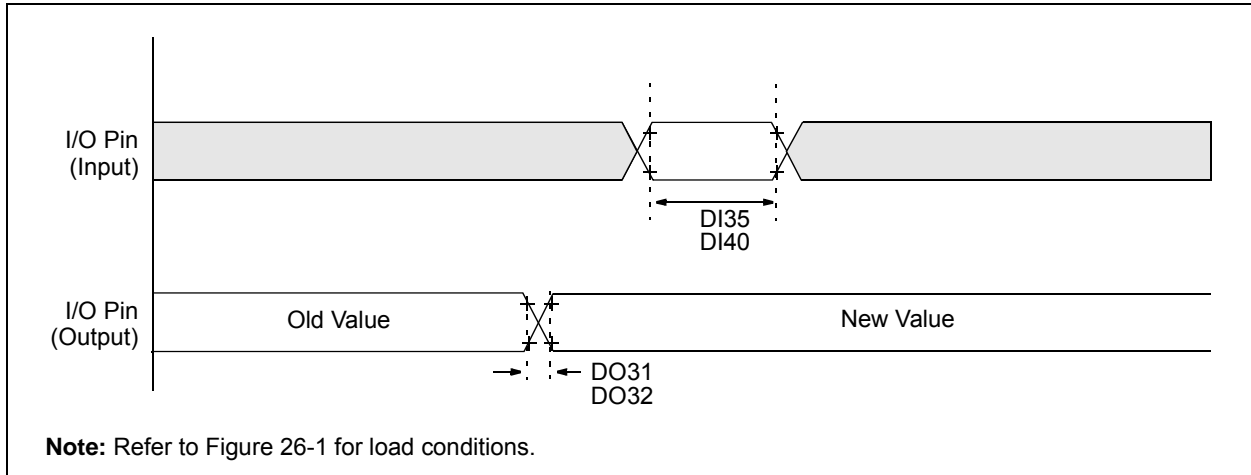 I/O Pin
(Input)
DI35
DI40
I/O Pin
(Output)
Old Value
New Value
DO31
DO32
Note: Refer to Figure 26-1 for load conditions.